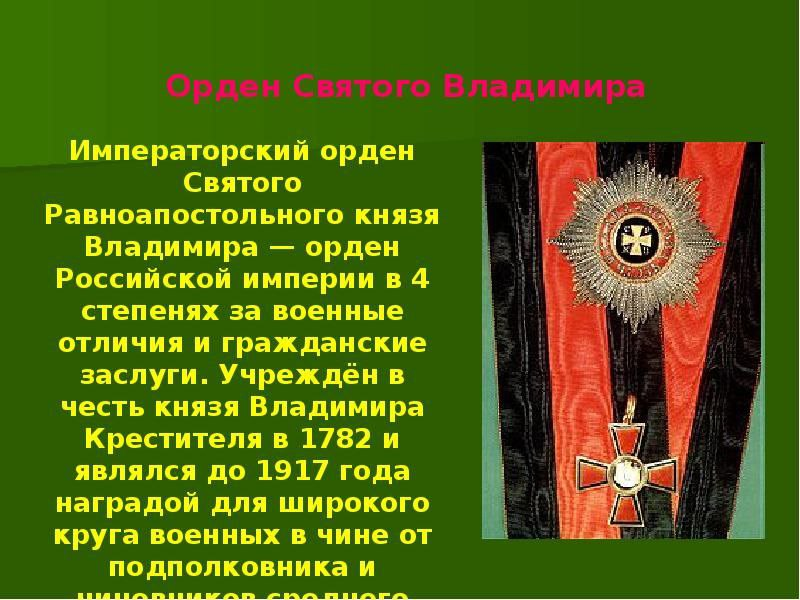 Орден Святого Владимира
Императорский орден
Святого
Равноапостольного князя
Владимира — орден
Российской империи в 4
степенях за военные
отличия и гражданские
заслуги. Учреждён в
честь князя Владимира
Крестителя в 1782 и
являлся до 1917 года
наградой для широкого
круга военных в чине от
подполковника и
чиновников среднего